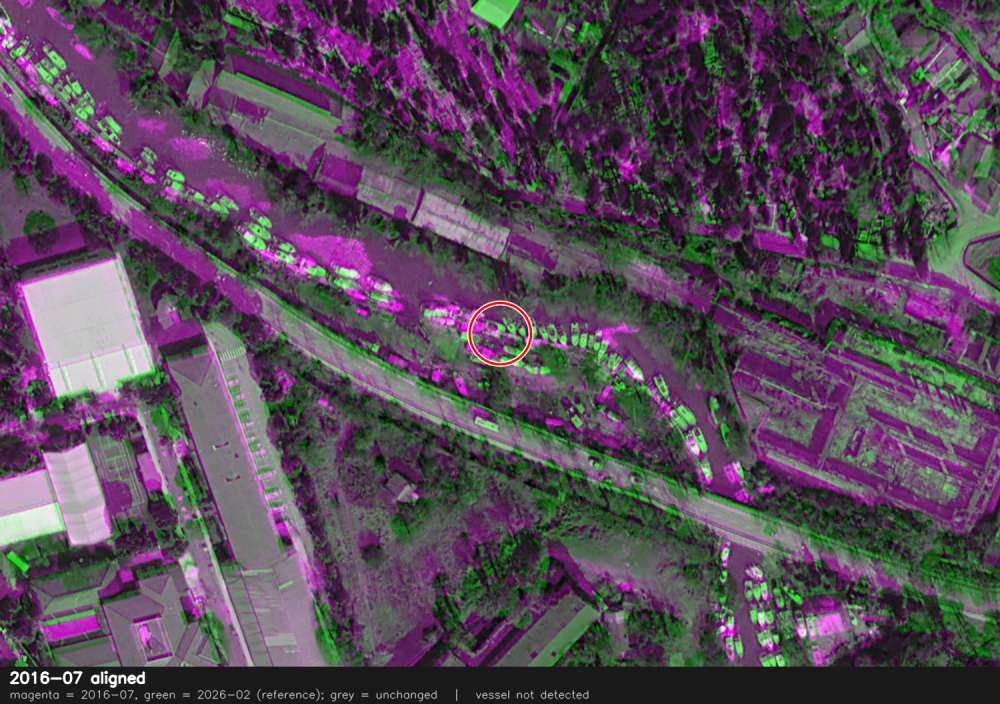 2016-07 aligned
magenta = 2016-07, green = 2026-02 (reference); grey = unchanged | vessel not detected